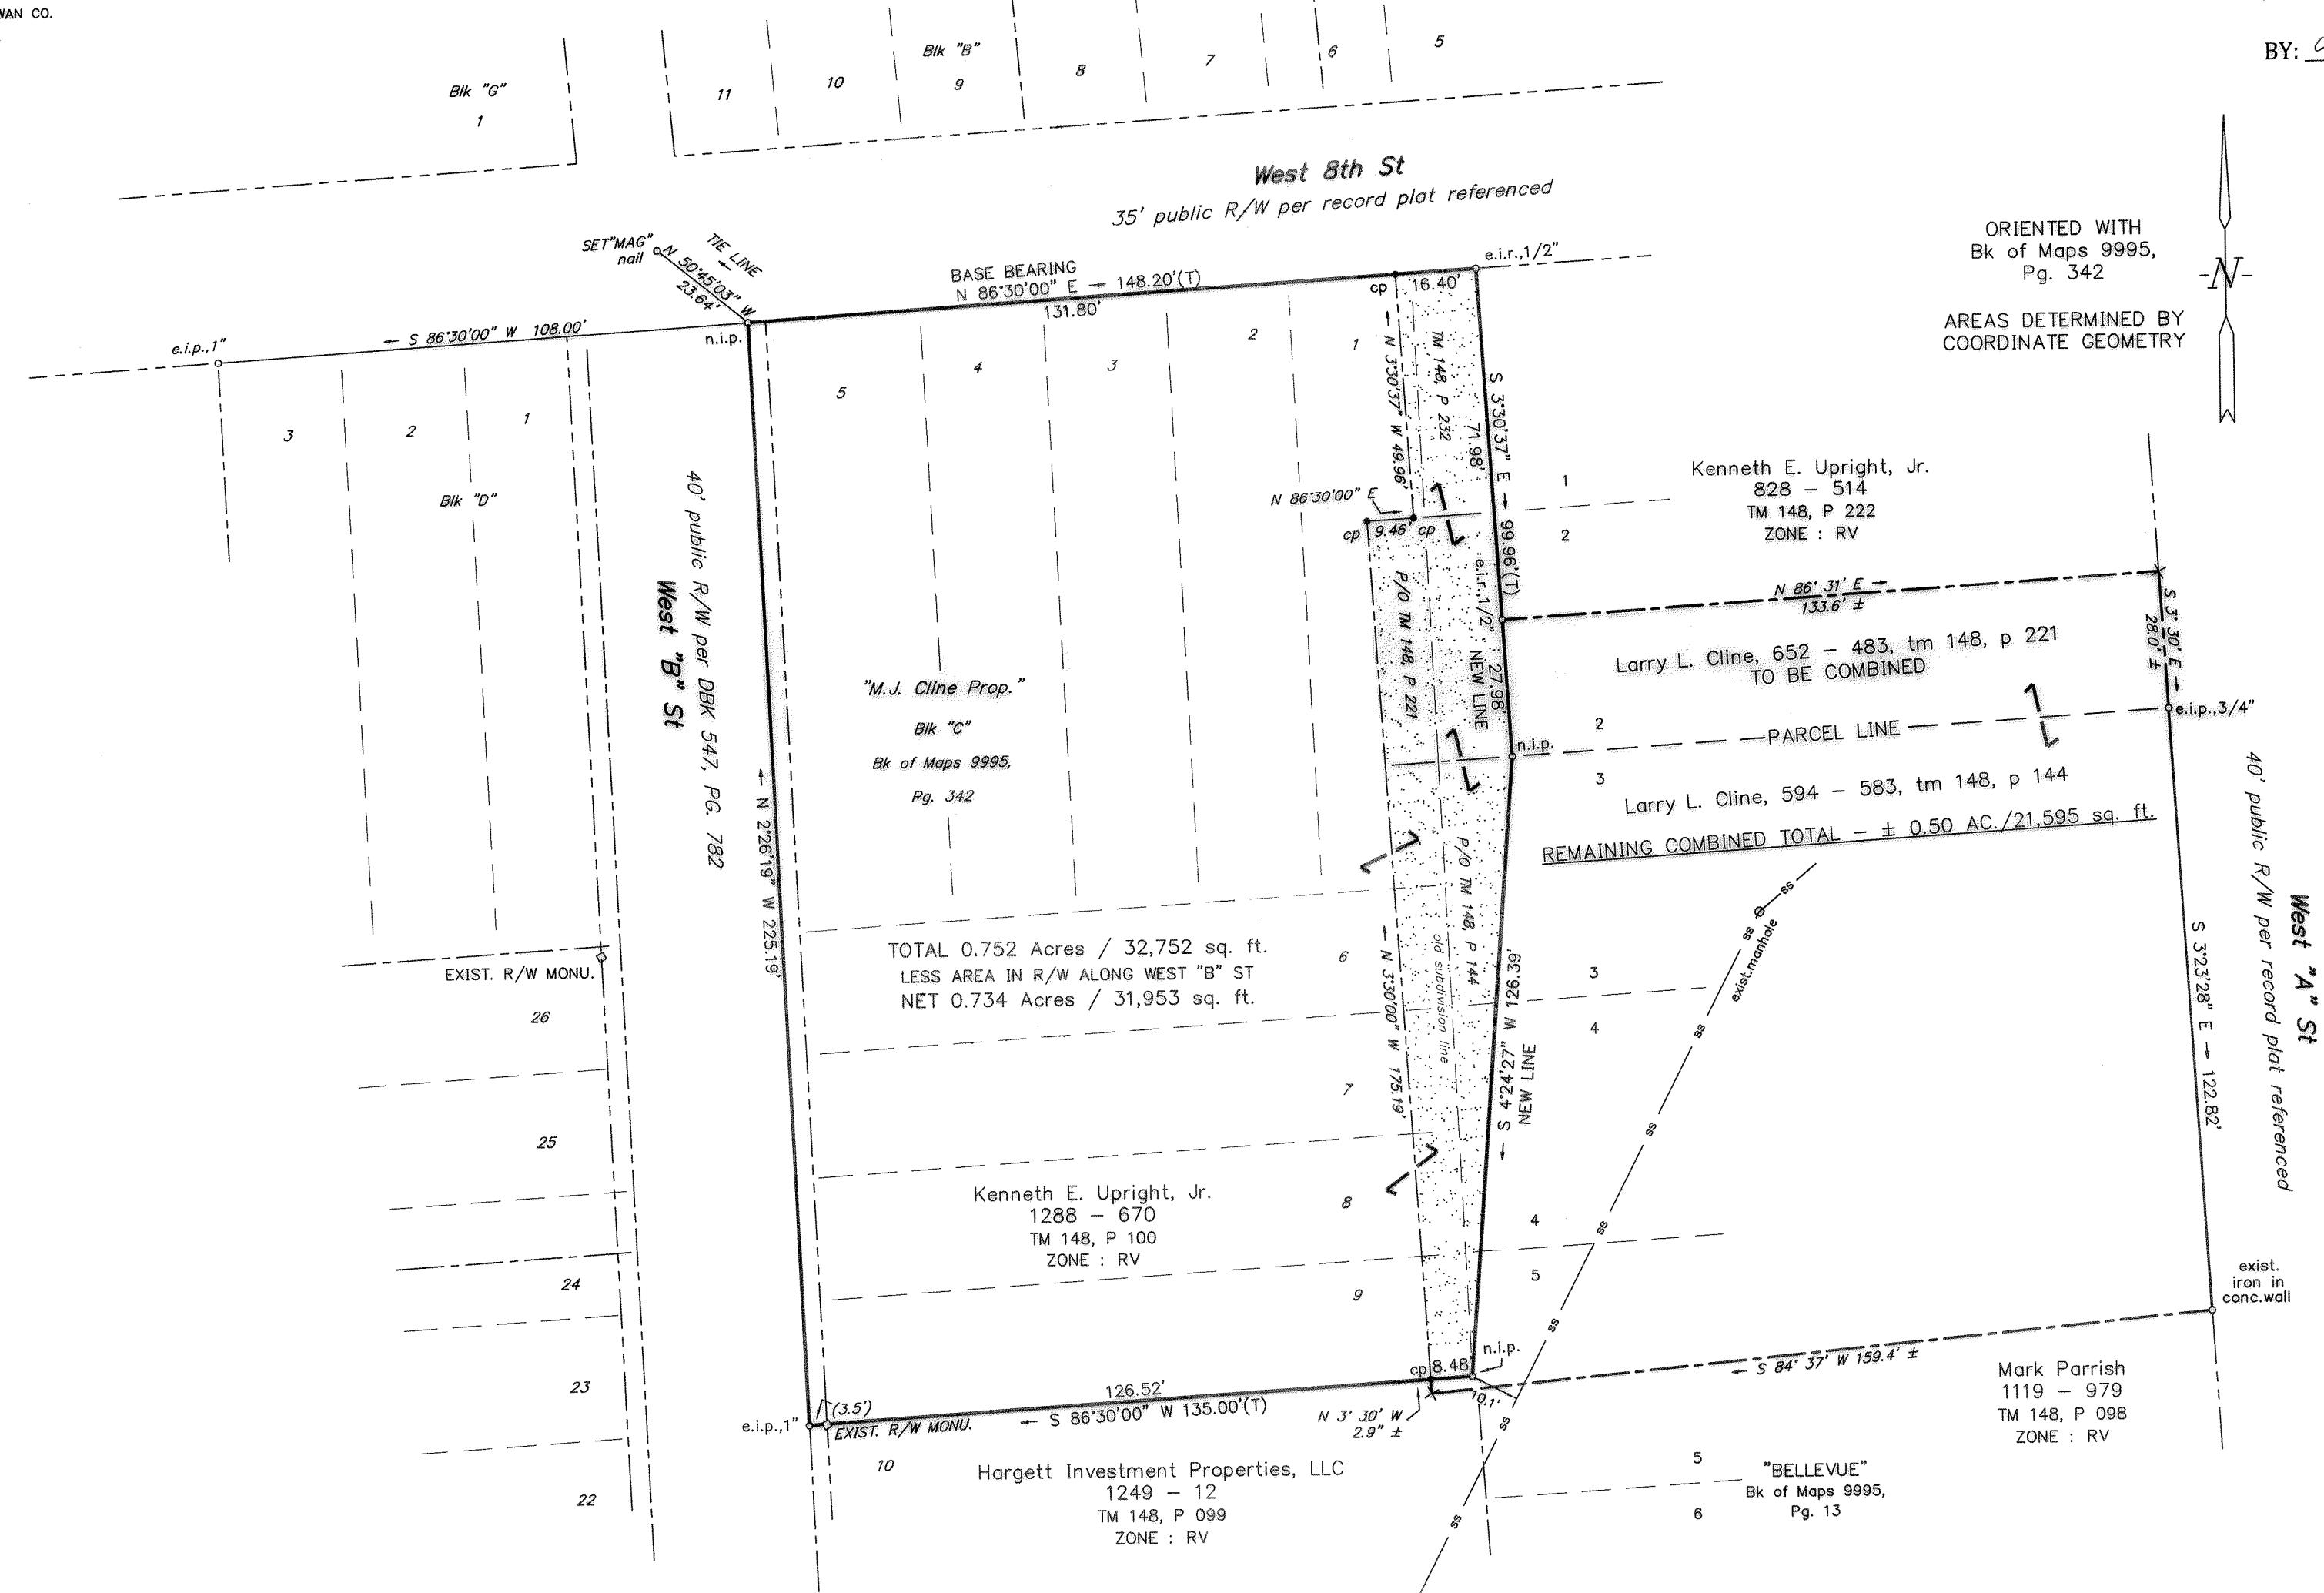 WAN CO.
BY:
Blk "G"
1
11
10
Blk "B"
9
8
7
6
5
West 8th St
35' public R/W per record plat referenced
ORIENTED WITH
Bk of Maps 9995,
Pg. 342
-N-
AREAS DETERMINED BY
COORDINATE GEOMETRY
SET"MAG"
nail
TIE LINE
N 50°45'03" W
23.64'
BASE BEARING
N 86°30'00" E → 148.20'(T)
131.80'
cp
16.40'
e.i.r.,1/2"
e.i.p.,1"
← S 86°30'00" W 108.00'
n.i.p.
3
2
1
Blk "D"
5
4
3
2
1
← N 3°30'37" W 49.96'
TM 148, P 232
S 3°30'37" E → 99.96'(T)
71.98'
N 86°30'00" E
cp 9.46' cp
e.i.r.,1/2"
1
2
Kenneth E. Upright, Jr.
828 – 514
TM 148, P 222
ZONE : RV
N 86° 31' E →
133.6' ±
S 3° 30' E →
28.0' ±
40' public R/W per DBK 547, PG. 782
West "B" St
P/O TM 148, P 221
27.98'
NEW LINE
Larry L. Cline, 652 – 483, tm 148, p 221
TO BE COMBINED
"M.J. Cline Prop."
Blk "C"
Bk of Maps 9995,
Pg. 342
n.i.p.
2
PARCEL LINE
3
e.i.p.,3/4"
Larry L. Cline, 594 – 583, tm 148, p 144
REMAINING COMBINED TOTAL – ± 0.50 AC./21,595 sq. ft.
← N 2°26'19" W 225.19'
P/O TM 148, P 144
40' public R/W per record plat referenced
West "A" St
S 3°23'28" E → 122.82'
ss
ss
exist.manhole
TOTAL 0.752 Acres / 32,752 sq. ft.
LESS AREA IN R/W ALONG WEST "B" ST
NET 0.734 Acres / 31,953 sq. ft.
6
← N 3°30'00" W 175.19'
old subdivision line
← S 4°24'27" W 126.39'
NEW LINE
3
4
EXIST. R/W MONU.
26
25
24
23
22
7
8
9
ss
ss
ss
ss
ss
ss
Kenneth E. Upright, Jr.
1288 – 670
TM 148, P 100
ZONE : RV
4
5
exist.
iron in
conc.wall
n.i.p.
cp 8.48'
← S 84° 37' W 159.4' ±
10.1'
126.52'
(3.5')
← S 86°30'00" W 135.00'(T)
e.i.p.,1"
EXIST. R/W MONU.
N 3° 30' W
2.9" ±
Mark Parrish
1119 – 979
TM 148, P 098
ZONE : RV
10
Hargett Investment Properties, LLC
1249 – 12
TM 148, P 099
ZONE : RV
5
6
"BELLEVUE"
Bk of Maps 9995,
Pg. 13